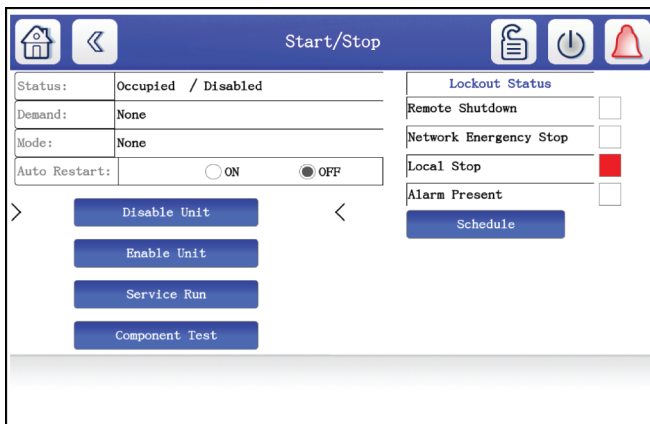 Start/Stop
Status: Occupied / Disabled
Demand: None
Mode: None
Auto Restart: ON OFF
> Disable Unit <
Enable Unit
Service Run
Component Test
Lockout Status
Remote Shutdown
Network Emergency Stop
Local Stop
Alarm Present
Schedule